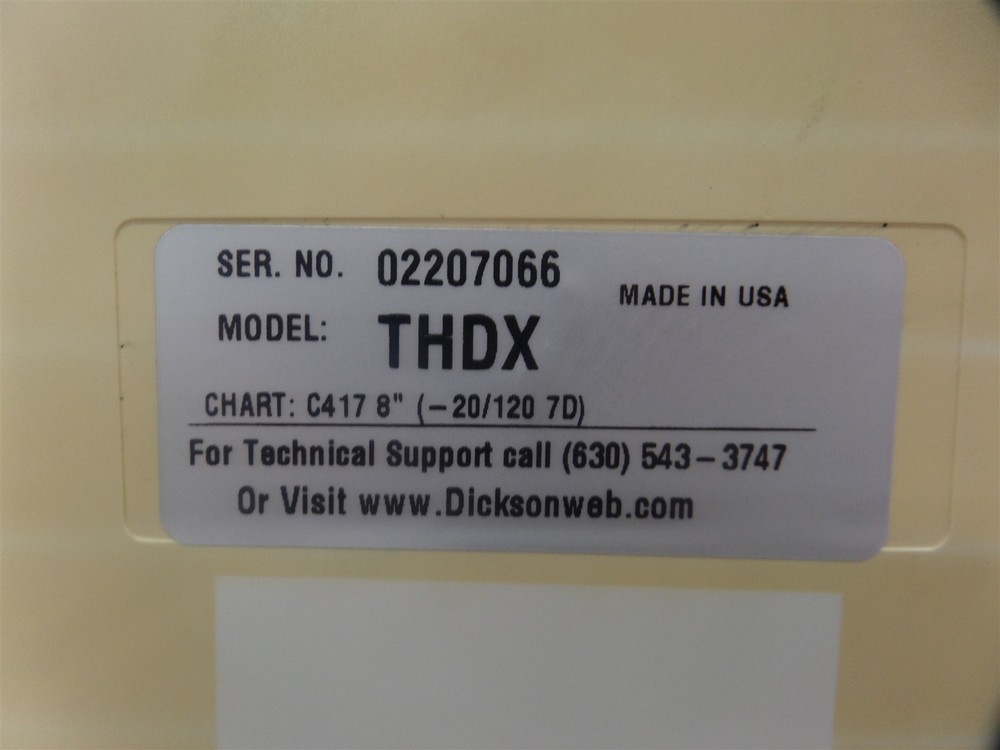 SER. NO. 02207066
MADE IN USA
MODEL: THDX
CHART: C417 8" (-20/120 7D)
For Technical Support call (630) 543-3747
Or Visit www.Dicksonweb.com